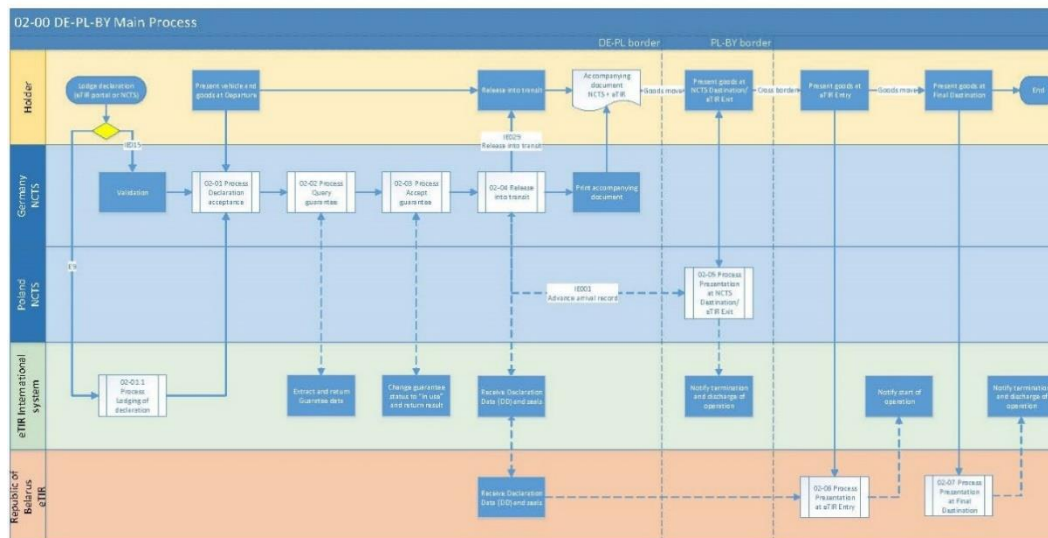 02-00 DE-PL-BY Main Process
DE-PL border
PL-BY border
Holder
Lodge declaration
(eTIR portal or NCTS)
Present vehicle and
goods at Departure
Release into transit
Accompanying
document
NCTS + eTIR
Goods move
Present goods at
NCTS Destination/
eTIR Exit
Cross border
Present goods at
eTIR Entry
Goods move
Present goods at
Final Destination
End
IE015
IE029
Release into transit
Germany
NCTS
Validation
02-01 Process
Declaration
acceptance
02-02 Process
Query
guarantee
02-03 Process
Accept
guarantee
02-04 Release
into transit
Print accompanying
document
Poland
NCTS
E9
IE001
Advance arrival record
02-05 Process
Presentation
at NCTS
Destination/
eTIR Exit
eTIR International
system
02-01.1
Process
Lodging of
declaration
Extract and return
Guarantee data
Change guarantee
status to "in use"
and return result
Receive Declaration
Data (DD) and seals
Notify termination
and discharge of
operation
Notify start of
operation
Notify termination
and discharge of
operation
Republic of
Belarus
eTIR
Receive Declaration
Data (DD) and seals
02-06 Process
Presentation
at eTIR Entry
02-07 Process
Presentation
at Final
Destination